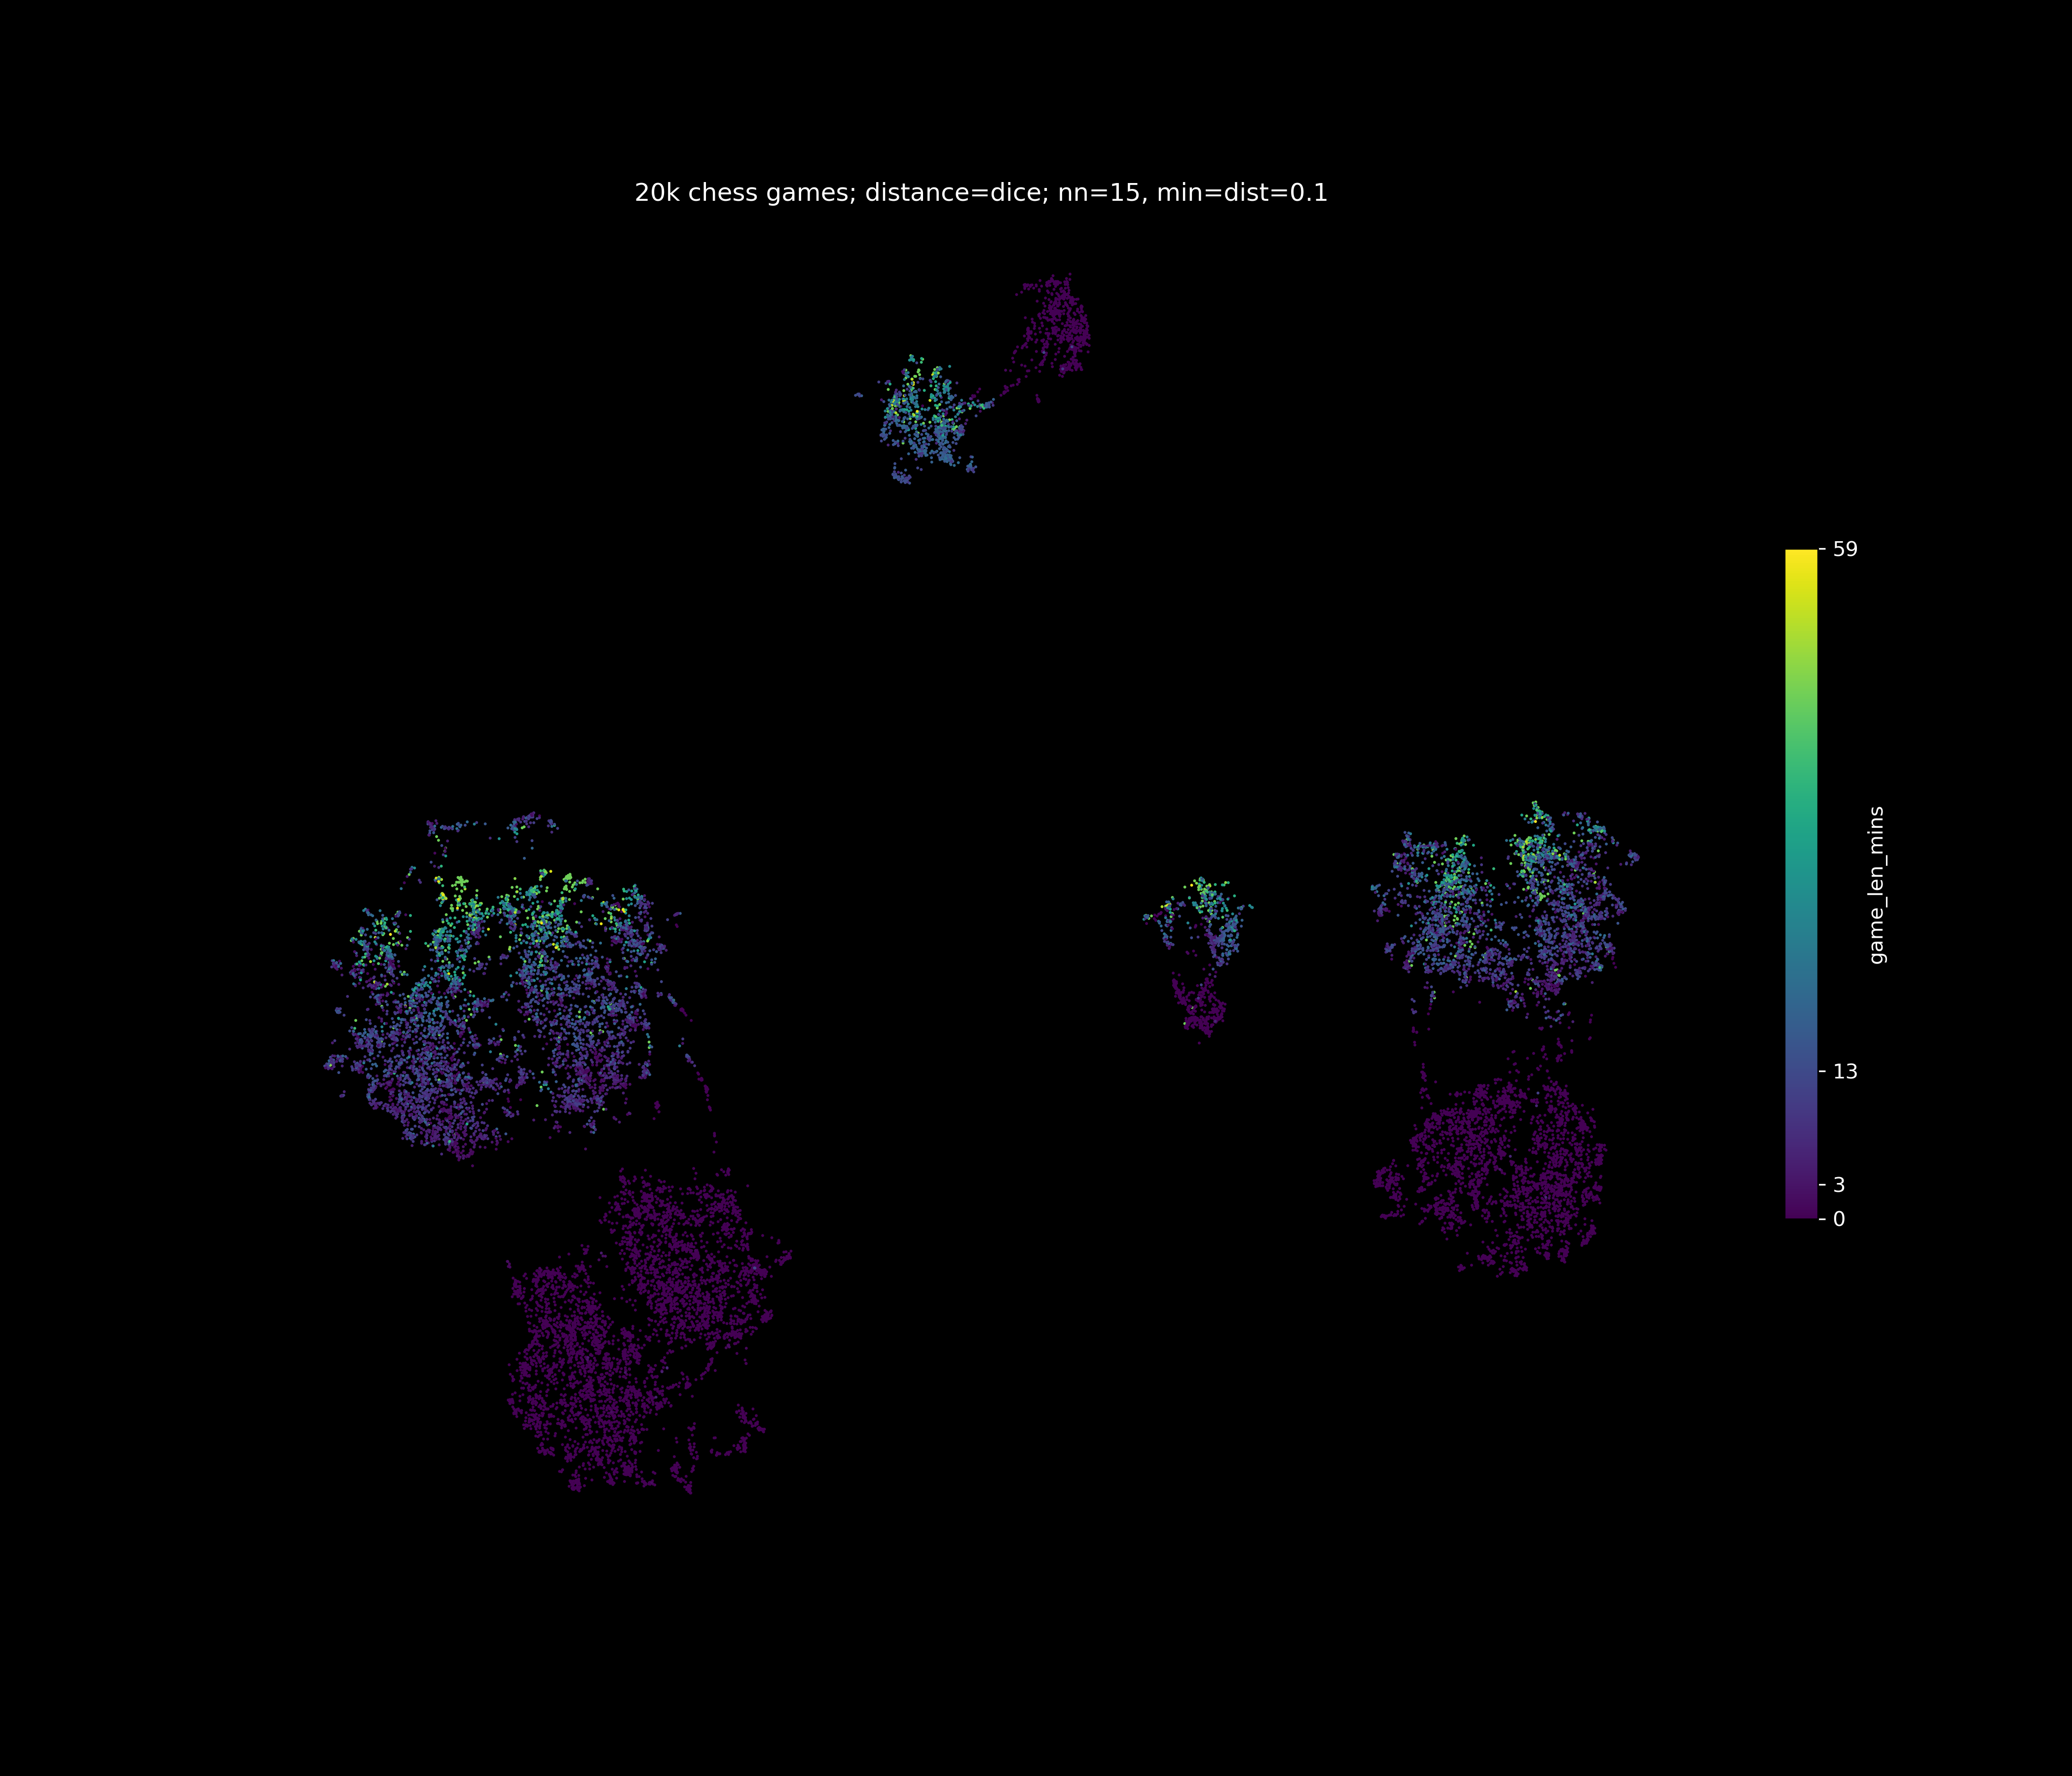 20k chess games; distance=dice; nn=15, min=dist=0.1
59
13
3
0
game_len_mins